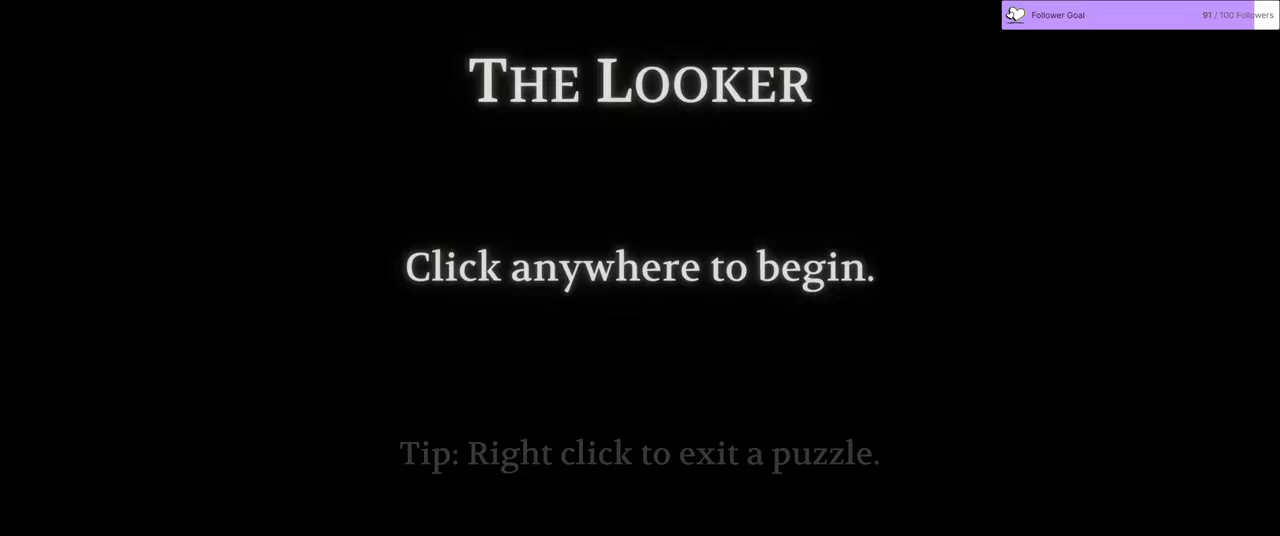 Follower Goal 91 / 100 Followers
THE LOOKER
Click anywhere to begin.
Tip: Right click to exit a puzzle.